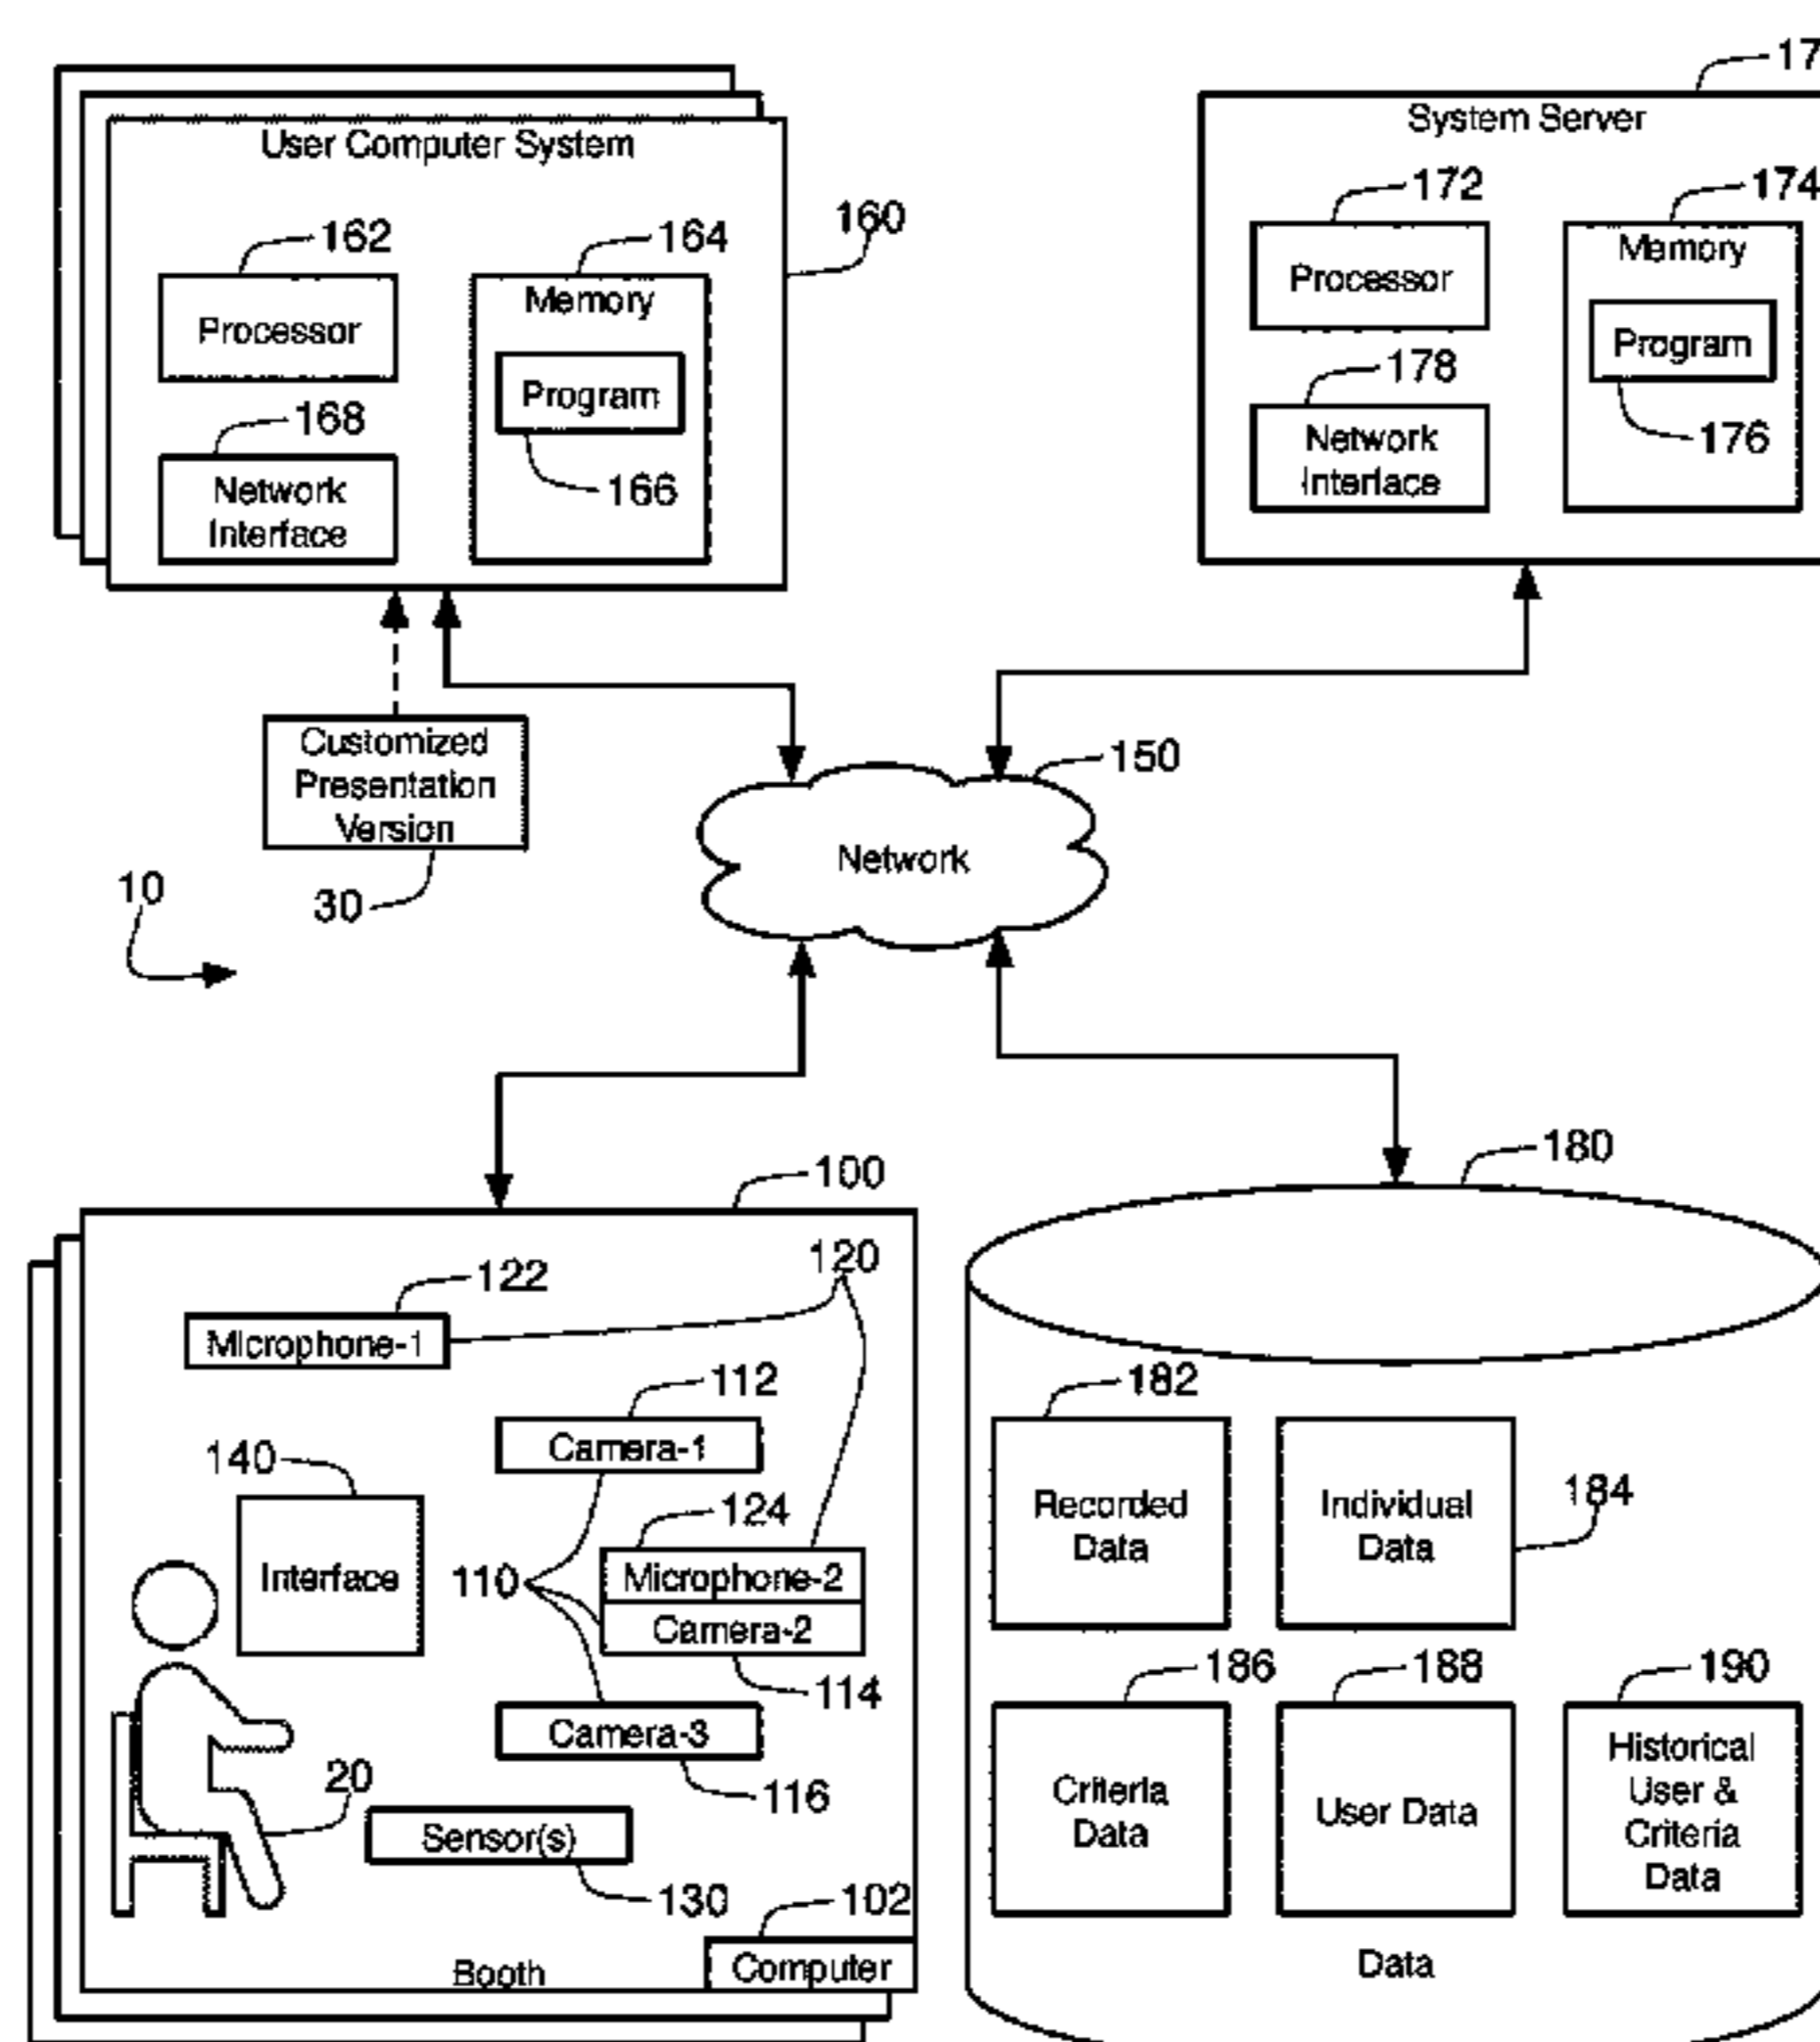 17
User Computer System
System Server
162
164
160
172
174
Processor
Memory
Program
168
166
Network
Interface
Processor
Memory
Program
178
176
Network
Interface
Customized
Presentation
Version
30
10
150
Network
100
180
122
120
Microphone-1
112
Camera-1
140
Interface
110
124
Microphone-2
Camera-2
114
Camera-3
116
20
Sensor(s)
130
102
Booth
Computer
182
Recorded
Data
Individual
Data
184
186
188
190
Criteria
Data
User Data
Historical
User &
Criteria
Data
Data